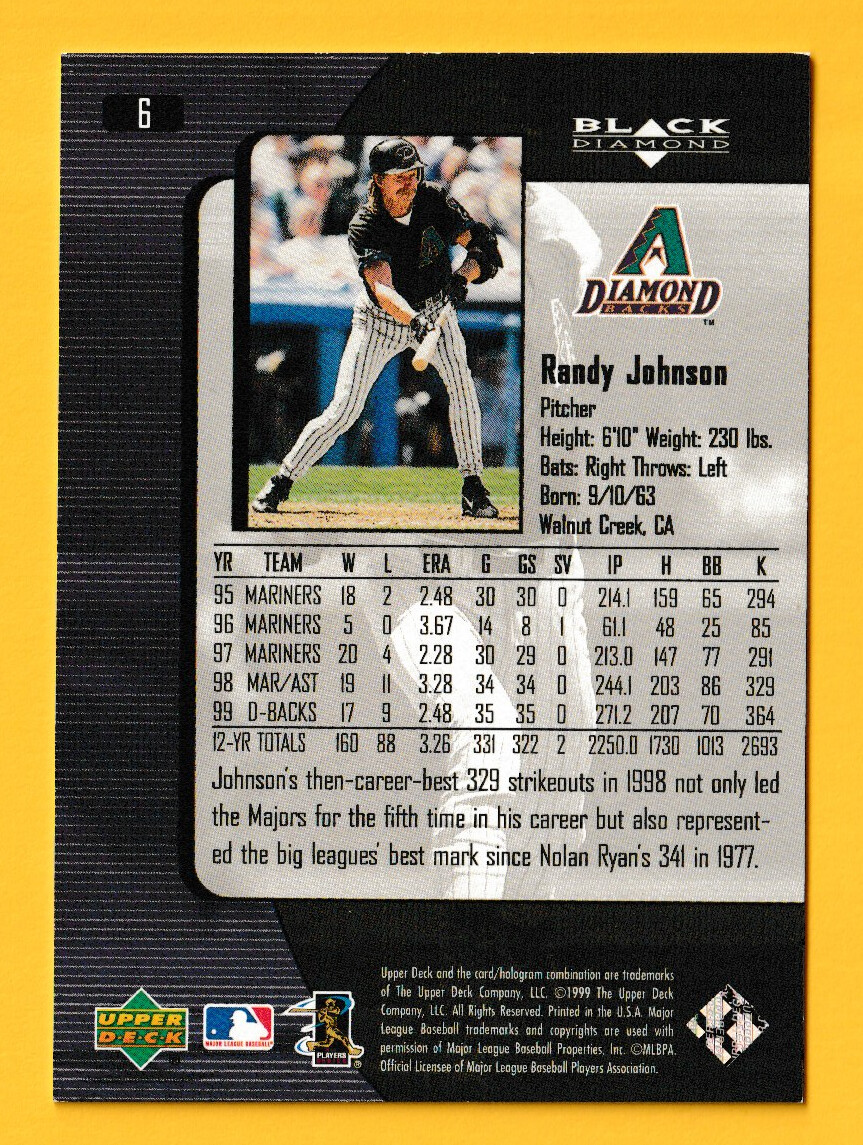 6
BLACK
DIAMOND
A
DIAMOND
BACKS
™
Randy Johnson
Pitcher
Height: 6'10" Weight: 230 lbs.
Bats: Right Throws: Left
Born: 9/10/63
Walnut Creek, CA
YR TEAM W L ERA G GS SV IP H BB K
95 MARINERS 18 2 2.48 30 30 0 214.1 159 65 294
96 MARINERS 5 0 3.67 14 8 1 61.1 48 25 85
97 MARINERS 20 4 2.28 30 29 0 213.0 147 77 291
98 MAR/AST 19 11 3.28 34 34 0 244.1 203 86 329
99 D-BACKS 17 9 2.48 35 35 0 271.2 207 70 364
12-YR TOTALS 160 88 3.26 331 322 2 2250.0 1730 1013 2693
Johnson's then-career-best 329 strikeouts in 1998 not only led
the Majors for the fifth time in his career but also represent-
ed the big leagues' best mark since Nolan Ryan's 341 in 1977.
Upper Deck and the card/hologram combination are trademarks
of The Upper Deck Company, LLC. ©1999 The Upper Deck
Company, LLC. All Rights Reserved. Printed in the U.S.A. Major
League Baseball trademarks and copyrights are used with
permission of Major League Baseball Properties, Inc. ©MLBPA.
Official Licensee of Major League Baseball Players Association.
UPPER
DECK
MAJOR LEAGUE BASEBALL
PLAYERS
CHOICE
®